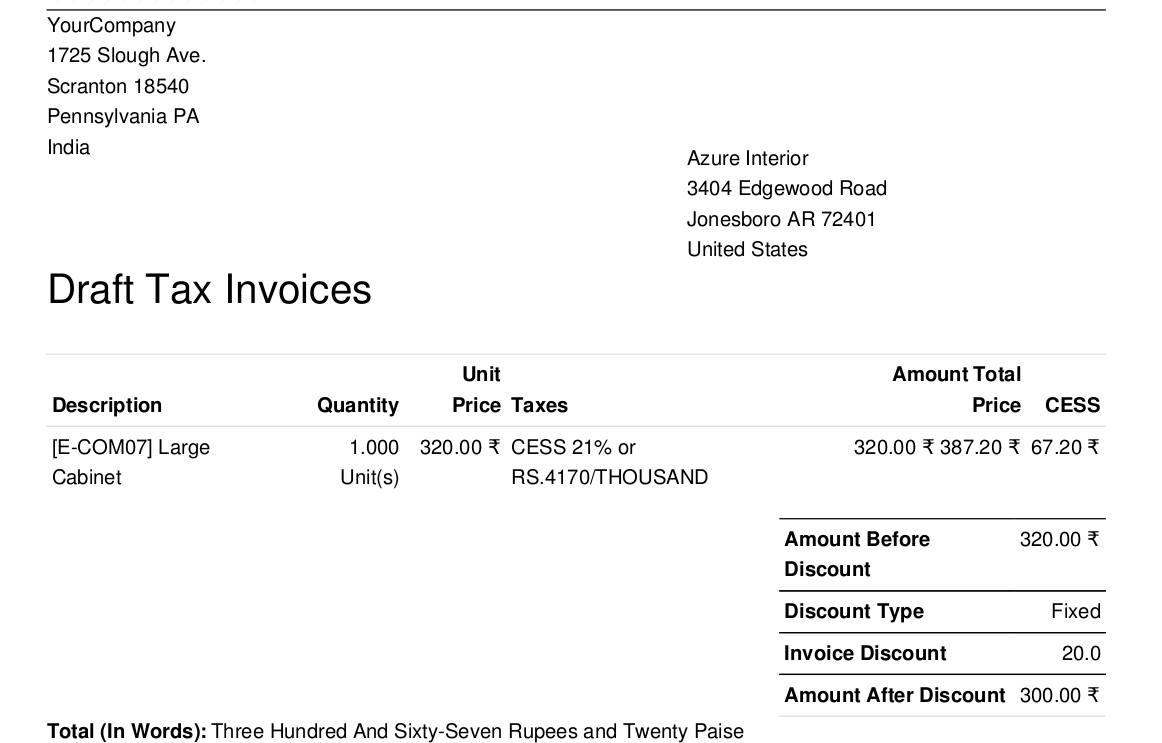 YourCompany
1725 Slough Ave.
Scranton 18540
Pennsylvania PA
India
Azure Interior
3404 Edgewood Road
Jonesboro AR 72401
United States
Draft Tax Invoices
Unit Amount Total
Description Quantity Price Taxes Price CESS
[E-COM07] Large 1.000 320.00 ₹ CESS 21% or 320.00 ₹ 387.20 ₹ 67.20 ₹
Cabinet Unit(s) RS.4170/THOUSAND
Amount Before 320.00 ₹
Discount
Discount Type Fixed
Invoice Discount 20.0
Amount After Discount 300.00 ₹
Total (In Words): Three Hundred And Sixty-Seven Rupees and Twenty Paise